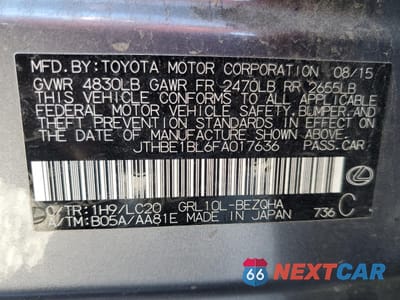 MFD. BY: TOYOTA MOTOR CORPORATION 08/15
GVWR 4830LB GAWR FR 2470LB RR 2655LB
THIS VEHICLE CONFORMS TO ALL APPLICABLE
FEDERAL MOTOR VEHICLE SAFETY, BUMPER, AND
THEFT PREVENTION STANDARDS IN EFFECT ON
THE DATE OF MANUFACTURE SHOWN ABOVE.
JTHBE1BL6FA017636 PASS.CAR
C/TR:1H9/LC20 GRL10L-BEZQHA
A/TM:B05A/AA81E MADE IN JAPAN 736 C
66 NEXTCAR